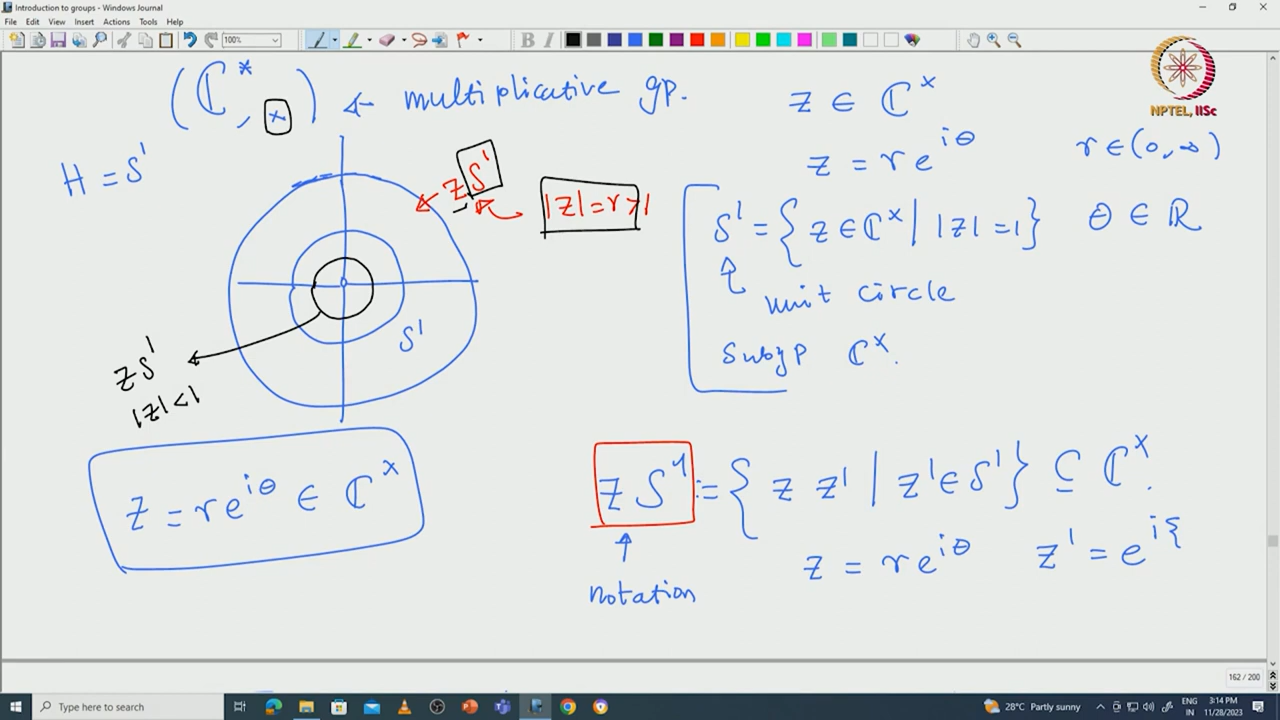 Introduction to groups - Windows Journal
File Edit View Insert Actions Tools Help
100%
B I
NPTEL, IISc
(ℂ*, ×) ← multiplicative gp.
z ∈ ℂ×
z = re^{iθ} r ∈ (0, ∞)
θ ∈ ℝ
H = S¹
zS¹
|z| = r > 1
S¹ = { z ∈ ℂ× | |z| = 1 }
unit circle
subgp ℂ×.
S¹
zS¹
|z| < 1
z = re^{iθ} ∈ ℂ×
z S¹ := { z z' | z' ∈ S¹ } ⊆ ℂ×.
notation
z = re^{iθ} z' = e^{iξ}
162 / 200
Type here to search
28°C Partly sunny
ENG
IN
3:14 PM
11/28/2023